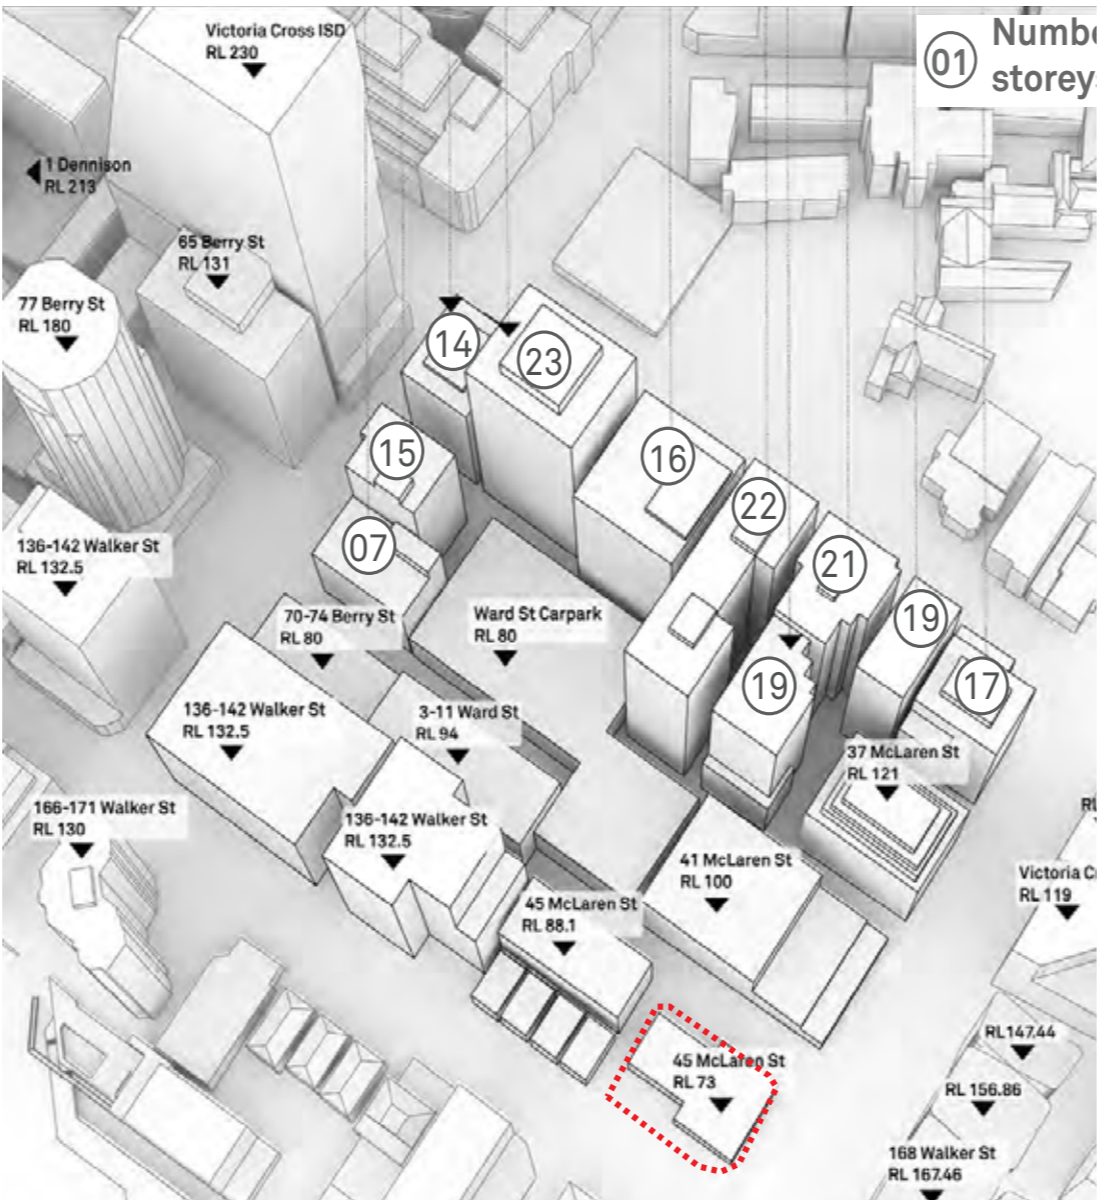 Victoria Cross ISD
RL 230
01
1 Dennison
RL 213
65 Berry St
RL 131
77 Berry St
RL 180
14
23
15
16
07
22
21
19
136-142 Walker St
RL 132.5
70-74 Berry St
RL 80
Ward St Carpark
RL 80
19
17
136-142 Walker St
RL 132.5
3-11 Ward St
RL 94
37 McLaren St
RL 121
166-171 Walker St
RL 130
136-142 Walker St
RL 132.5
41 McLaren St
RL 100
Victoria
RL 119
45 McLaren St
RL 88.1
RL147.44
45 McLaren St
RL 73
RL 156.86
168 Walker St
RL 167.46